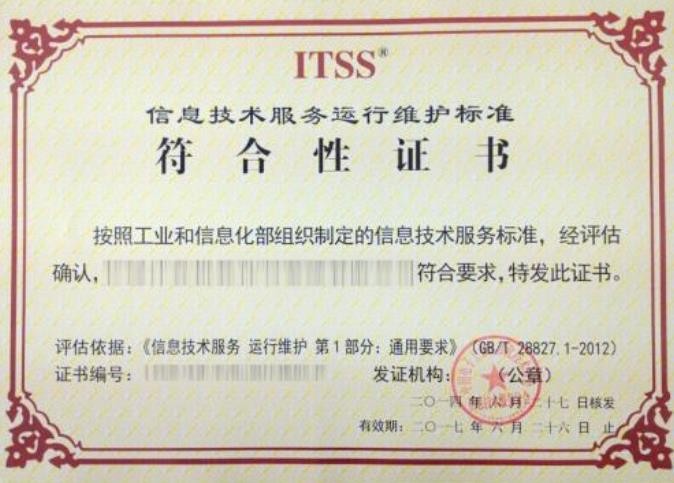 ITSS®
信息技术服务运行维护标准
符合性证书
按照工业和信息化部组织制定的信息技术服务标准，经评估
确认，符合要求，特发此证书。
评估依据：《信息技术服务 运行维护 第1部分：通用要求》（GB/T 28827.1-2012）
证书编号： 发证机构：（公章）
二〇一四 年 六 月 二十七 日核发
有效期：二〇一七 年 六 月 二十六 日 止